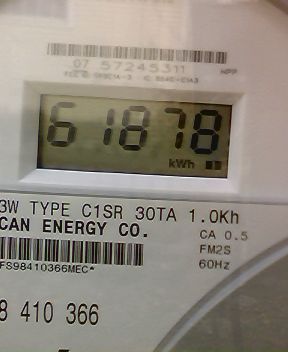 07 57245311
61878
kWh
3W TYPE C1SR 30TA 1.0Kh
CAN ENERGY CO.
CA 0.5
FM2S
FS98410366MEC*
60Hz
8 410 366